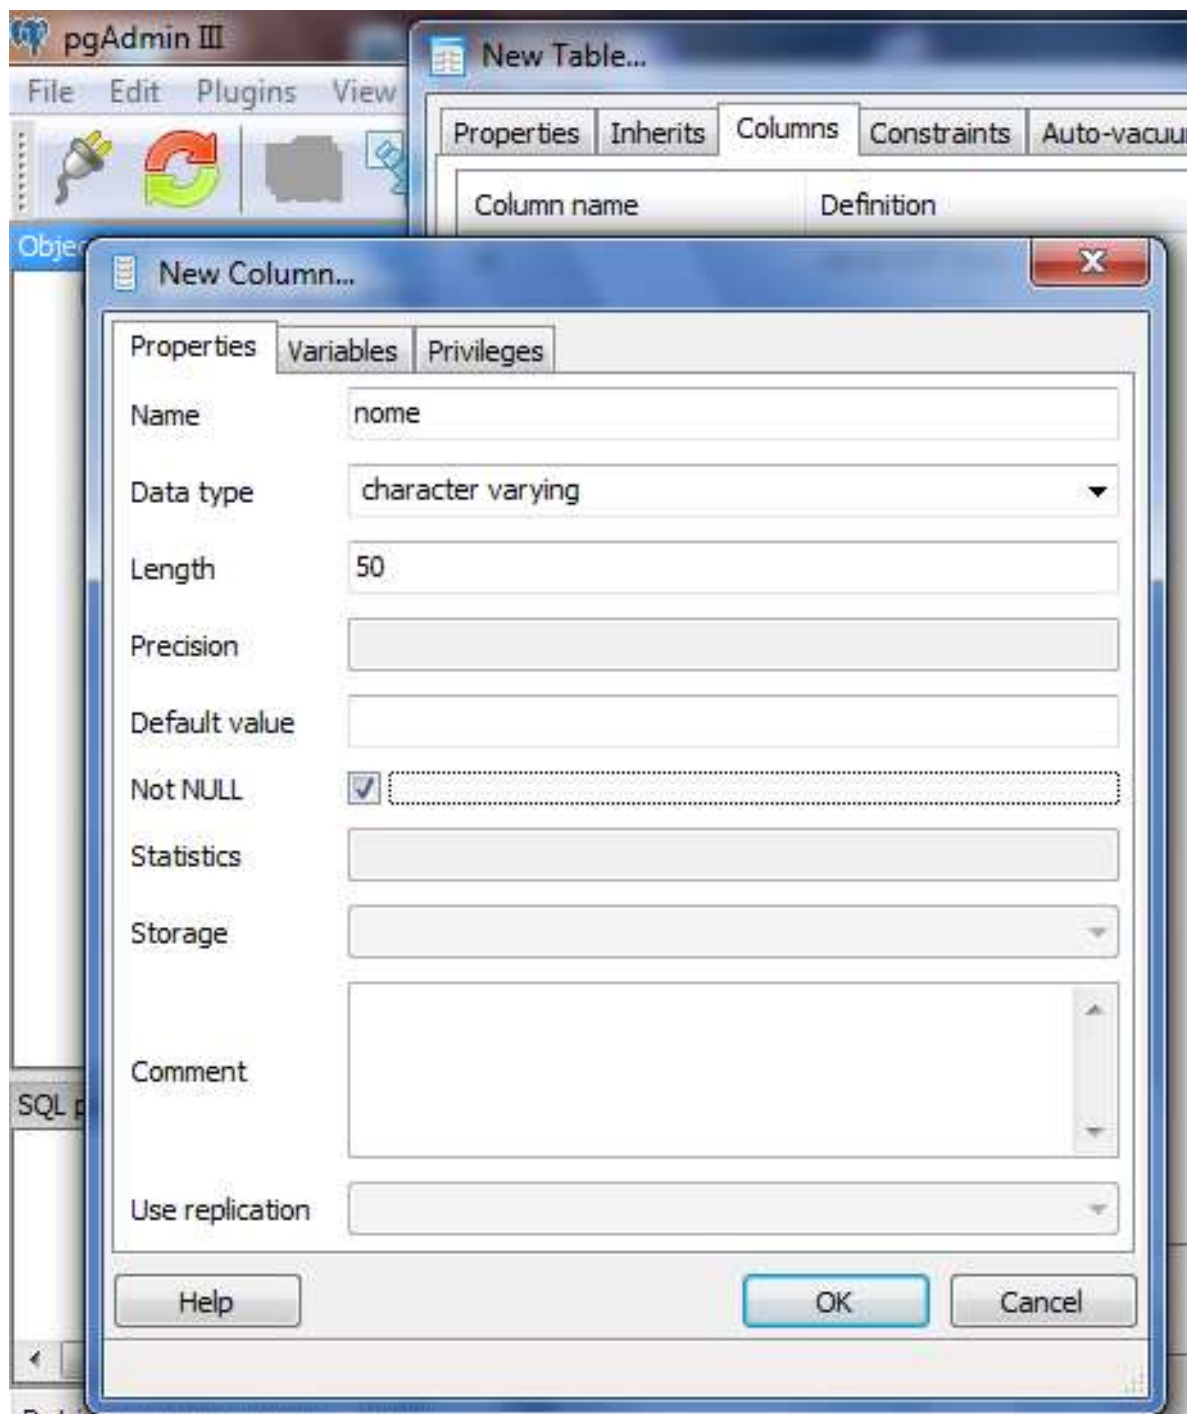 pgAdmin III
New Table...
File Edit Plugins View
Properties Inherits Columns Constraints
Column name Definition
New Column...
Properties Variables Privileges
Name nome
Data type character varying
Length 50
Precision
Default value
Not NULL
Statistics
Storage
SQL
Comment
Use replication
Help OK Cancel